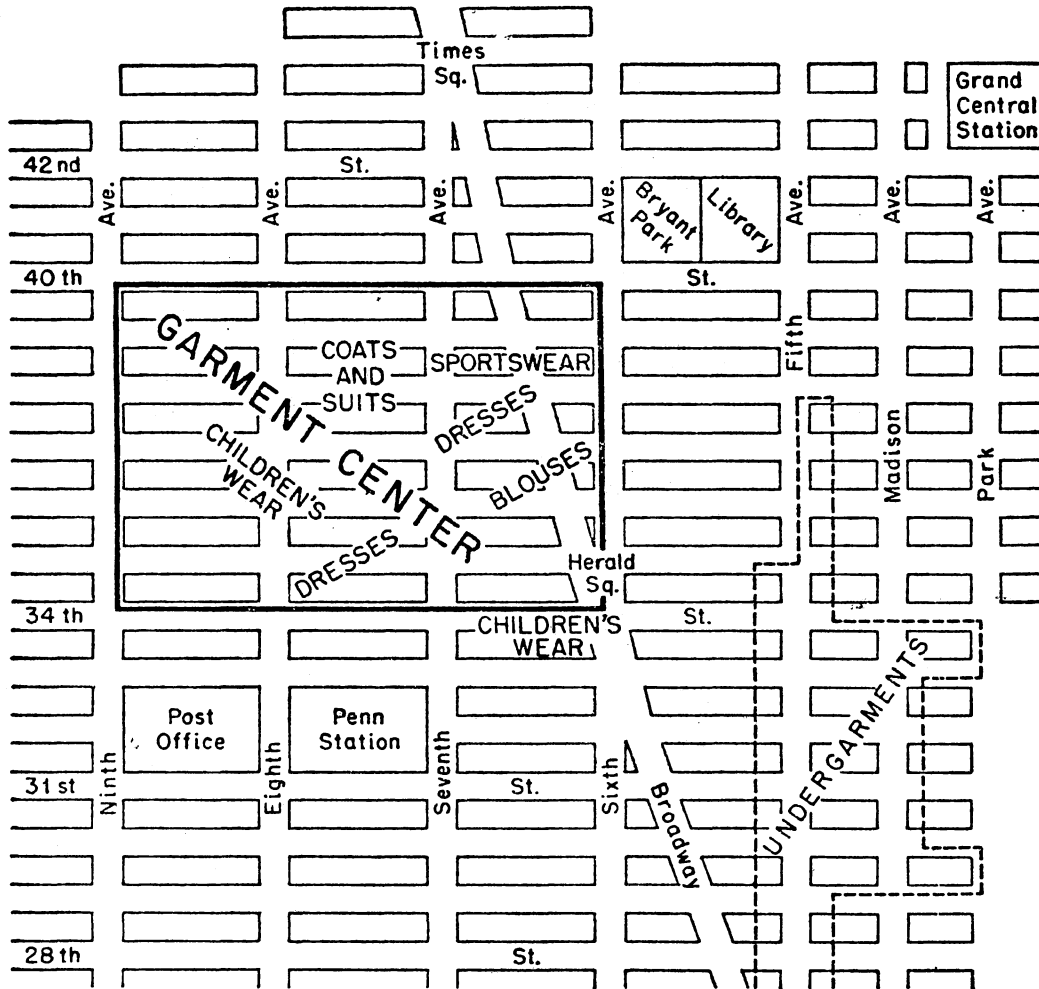 Times
Sq.
Grand
Central
Station
42nd
St.
Ave.
Ave.
Ave.
Ave.
Bryant
Park
Library
Ave.
Ave.
Ave.
40th
St.
GARMENT CENTER
COATS
AND
SUITS
SPORTSWEAR
DRESSES
BLOUSES
CHILDREN'S
WEAR
DRESSES
Fifth
Madison
Park
Herald
Sq.
34th
St.
CHILDREN'S
WEAR
UNDERGARMENTS
Post
Office
Penn
Station
Ninth
Eighth
Seventh
Sixth
31st
St.
Broadway
28th
St.